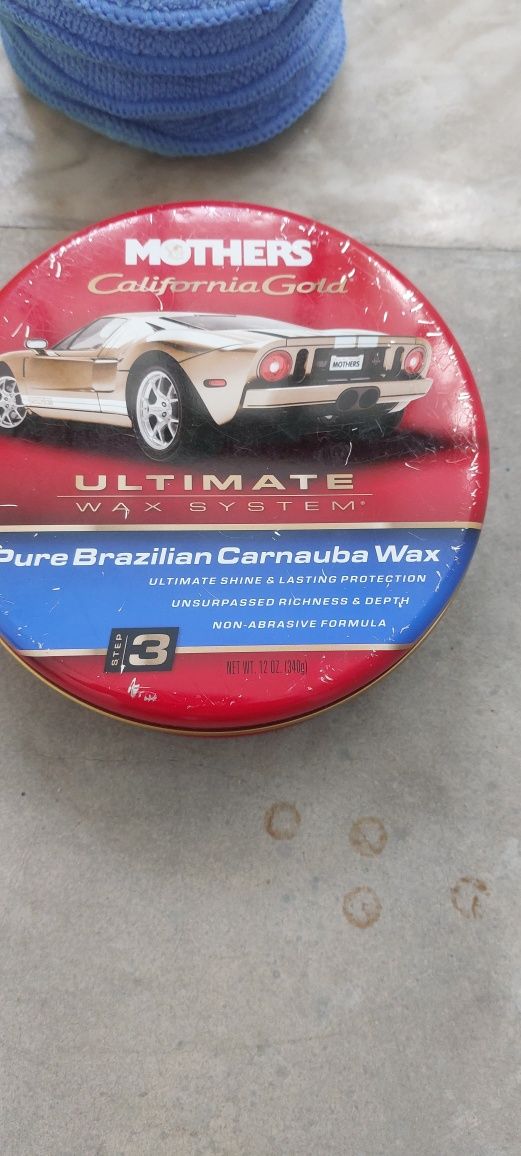 MOTHERS
California Gold
MOTHERS
ULTIMATE
WAX SYSTEM®
Pure Brazilian Carnauba Wax
ULTIMATE SHINE & LASTING PROTECTION
UNSURPASSED RICHNESS & DEPTH
NON-ABRASIVE FORMULA
STEP 3
NET WT. 12 OZ. (340g)